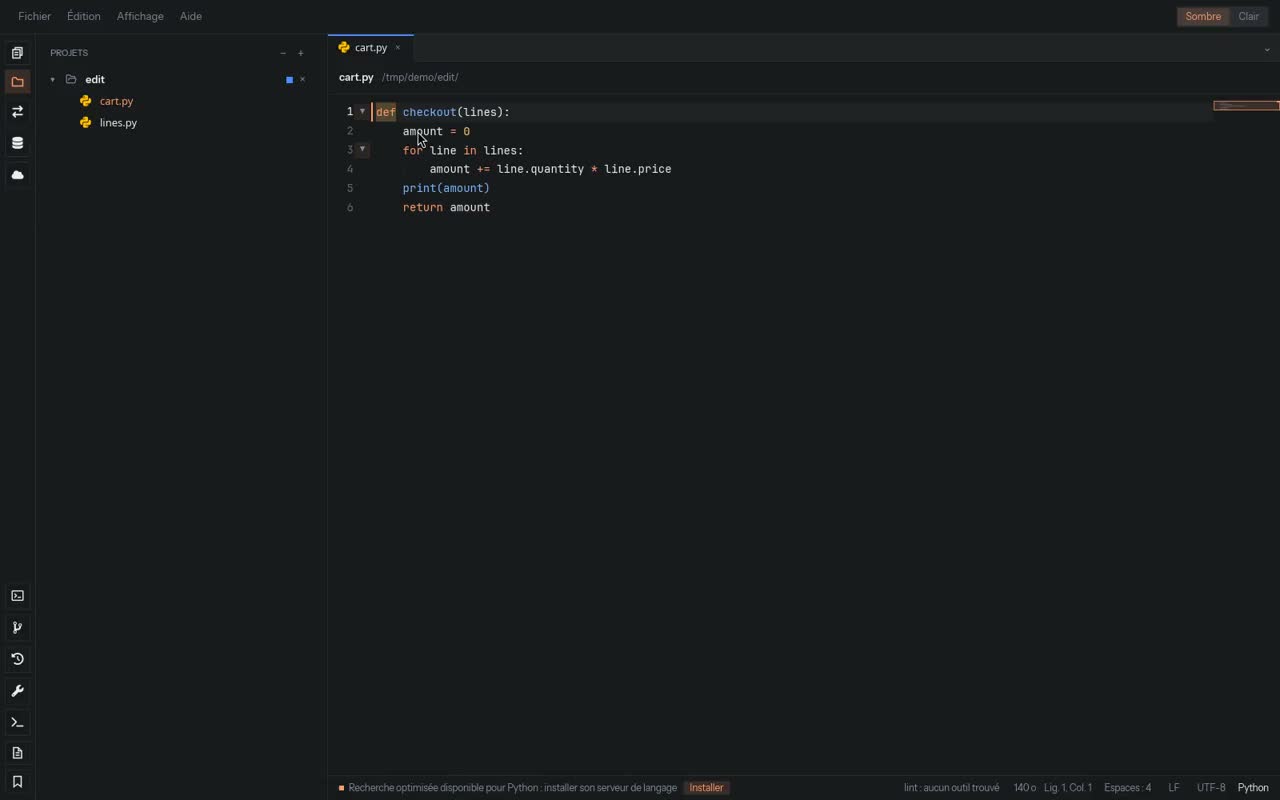 Fichier Édition Affichage Aide Sombre Clair
PROJETS − +
edit ×
cart.py
lines.py
cart.py ×
cart.py /tmp/demo/edit/
1 def checkout(lines):
2 amount = 0
3 for line in lines:
4 amount += line.quantity * line.price
5 print(amount)
6 return amount
Recherche optimisée disponible pour Python : installer son serveur de langage Installer lint : aucun outil trouvé 140 o Lig. 1, Col. 1 Espaces : 4 LF UTF-8 Python